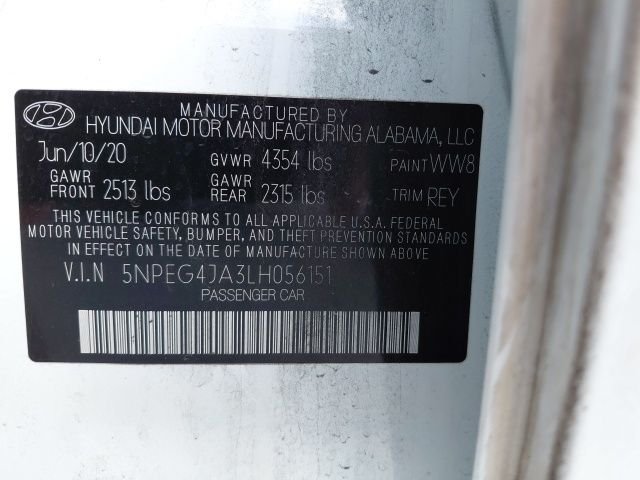 MANUFACTURED BY
HYUNDAI MOTOR MANUFACTURING ALABAMA, LLC
Jun/10/20 GVWR 4354 lbs PAINT WW8
GAWR FRONT 2513 lbs GAWR REAR 2315 lbs TRIM REY
THIS VEHICLE CONFORMS TO ALL APPLICABLE U.S.A. FEDERAL
MOTOR VEHICLE SAFETY, BUMPER, AND THEFT PREVENTION STANDARDS
IN EFFECT ON THE DATE OF MANUFACTURE SHOWN ABOVE
V.I.N 5NPEG4JA3LH056151
PASSENGER CAR